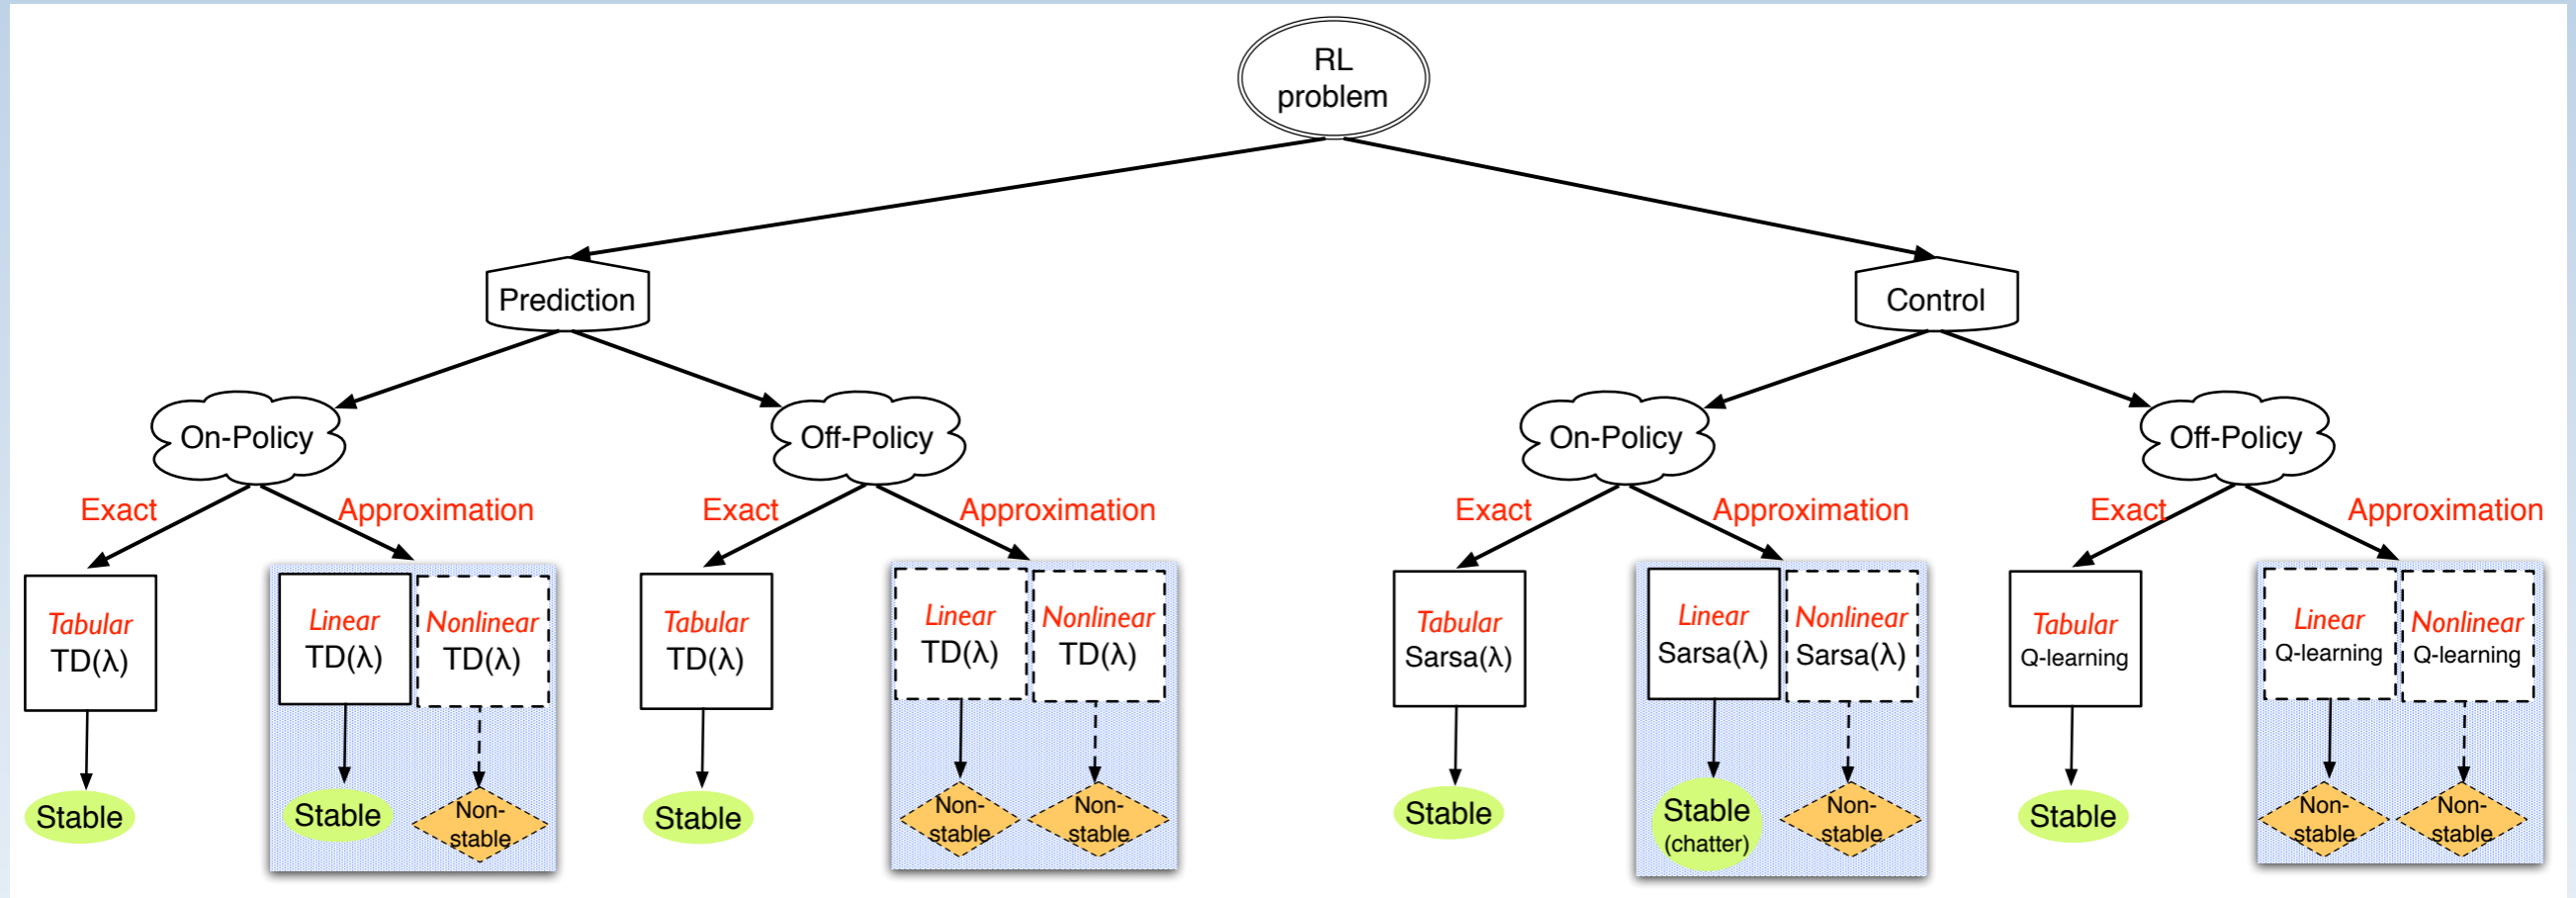 RL
problem
Prediction
Control
On-Policy
Off-Policy
On-Policy
Off-Policy
Exact
Approximation
Exact
Approximation
Exact
Approximation
Exact
Approximation
Tabular
TD(λ)
Linear
TD(λ)
Nonlinear
TD(λ)
Tabular
TD(λ)
Linear
TD(λ)
Nonlinear
TD(λ)
Tabular
Sarsa(λ)
Linear
Sarsa(λ)
Nonlinear
Sarsa(λ)
Tabular
Q-learning
Linear
Q-learning
Nonlinear
Q-learning
Stable
Stable
Non-
stable
Stable
Non-
stable
Non-
stable
Stable
Stable
(chatter)
Non-
stable
Stable
Non-
stable
Non-
stable